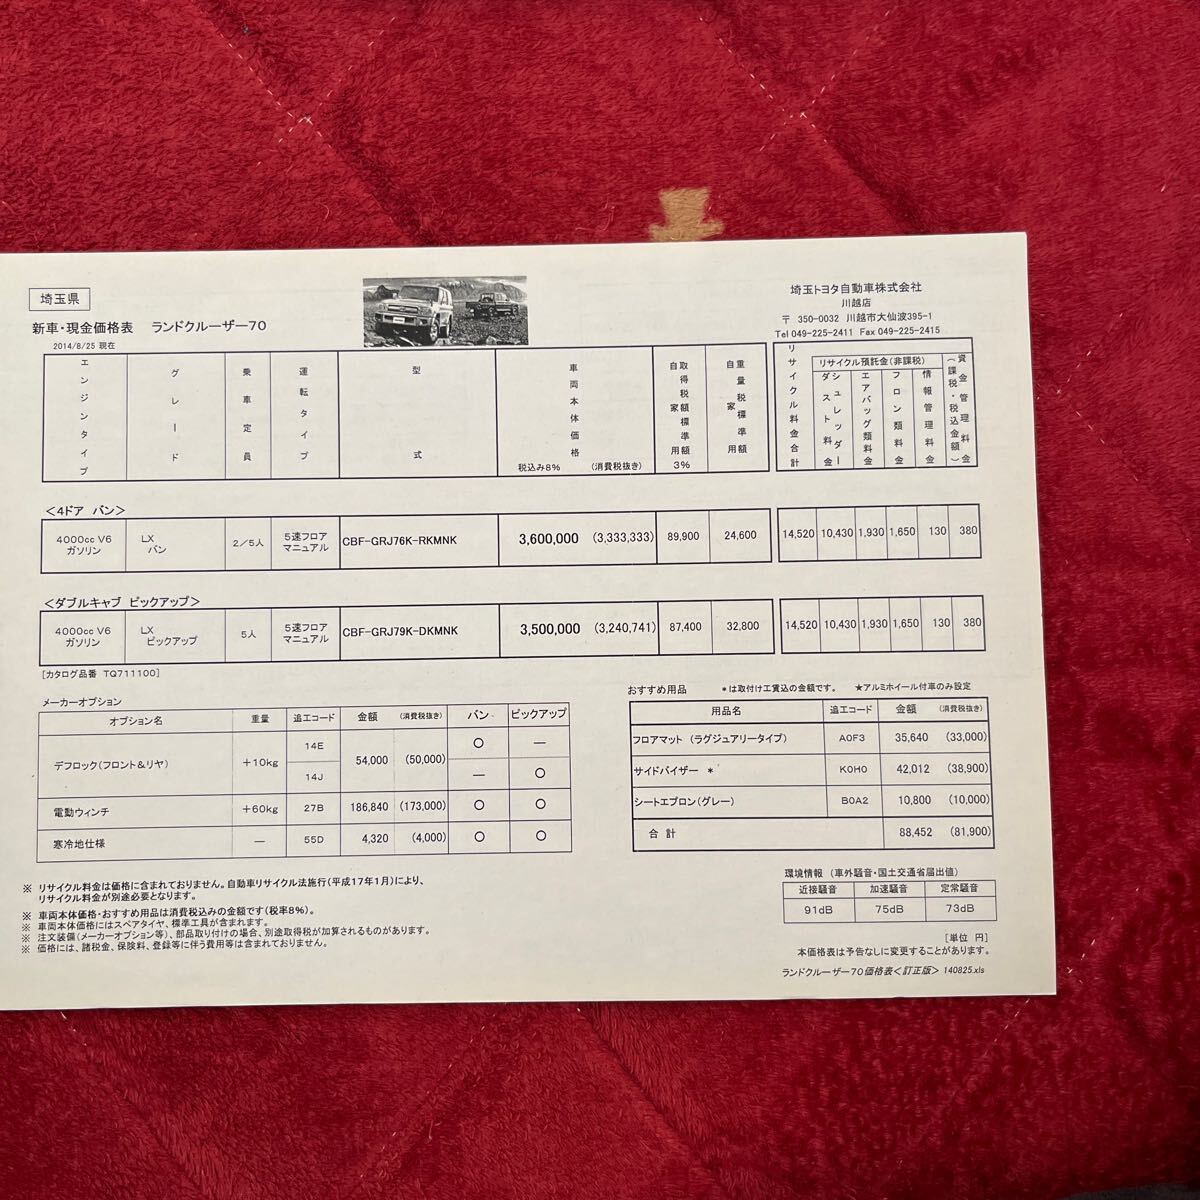 埼玉県
新車・現金価格表 ランドクルーザー70
2014/8/25 現在
埼玉トヨタ自動車株式会社
川越店
〒 350-0032 川越市大仙波395-1
Tel 049-225-2411 Fax 049-225-2415
エンジンタイプ
グレード
乗車定員
運転タイプ
型式
車両本体価格
税込み8% (消費税抜き)
自動車取得税 家用標準額
3%
自動車重量税 家用標準額
リサイクル料金合計
リサイクル預託金(非課税)
シュレッダーダスト料金
エアバッグ類料金
フロン類料金
情報管理料金
資金管理料金
(課税・税込金額)
<4ドア バン>
4000cc V6 ガソリン LX バン 2/5人 5速フロア マニュアル CBF-GRJ76K-RKMNK 3,600,000 (3,333,333) 89,900 24,600 14,520 10,430 1,930 1,650 130 380
<ダブルキャブ ピックアップ>
4000cc V6 ガソリン LX ピックアップ 5人 5速フロア マニュアル CBF-GRJ79K-DKMNK 3,500,000 (3,240,741) 87,400 32,800 14,520 10,430 1,930 1,650 130 380
[カタログ品番 TQ711100]
メーカーオプション
オプション名 重量 追工コード 金額 (消費税抜き) バン ピックアップ
デフロック(フロント&リヤ) +10kg 14E 54,000 (50,000) ○ ―
14J ― ○
電動ウィンチ +60kg 27B 186,840 (173,000) ○ ○
寒冷地仕様 ― 55D 4,320 (4,000) ○ ○
おすすめ用品 *は取付け工賃込の金額です。 ★アルミホイール付車のみ設定
用品名 追工コード 金額 (消費税抜き)
フロアマット (ラグジュアリータイプ) A0F3 35,640 (33,000)
サイドバイザー * K0H0 42,012 (38,900)
シートエプロン(グレー) B0A2 10,800 (10,000)
合 計 88,452 (81,900)
※ リサイクル料金は価格に含まれておりません。自動車リサイクル法施行(平成17年1月)により、
リサイクル料金が別途必要となります。
※ 車両本体価格・おすすめ用品は消費税込みの金額です(税率8%)。
※ 車両本体価格にはスペアタイヤ、標準工具が含まれます。
※ 注文装備(メーカーオプション等)、部品取り付けの場合、別途取得税が加算されるものがあります。
※ 価格には、諸税金、保険料、登録等に伴う費用等は含まれておりません。
環境情報 (車外騒音・国土交通省届出値)
近接騒音 加速騒音 定常騒音
91dB 75dB 73dB
[単位 円]
本価格表は予告なしに変更することがあります。
ランドクルーザー70価格表<訂正版> 140825.xls